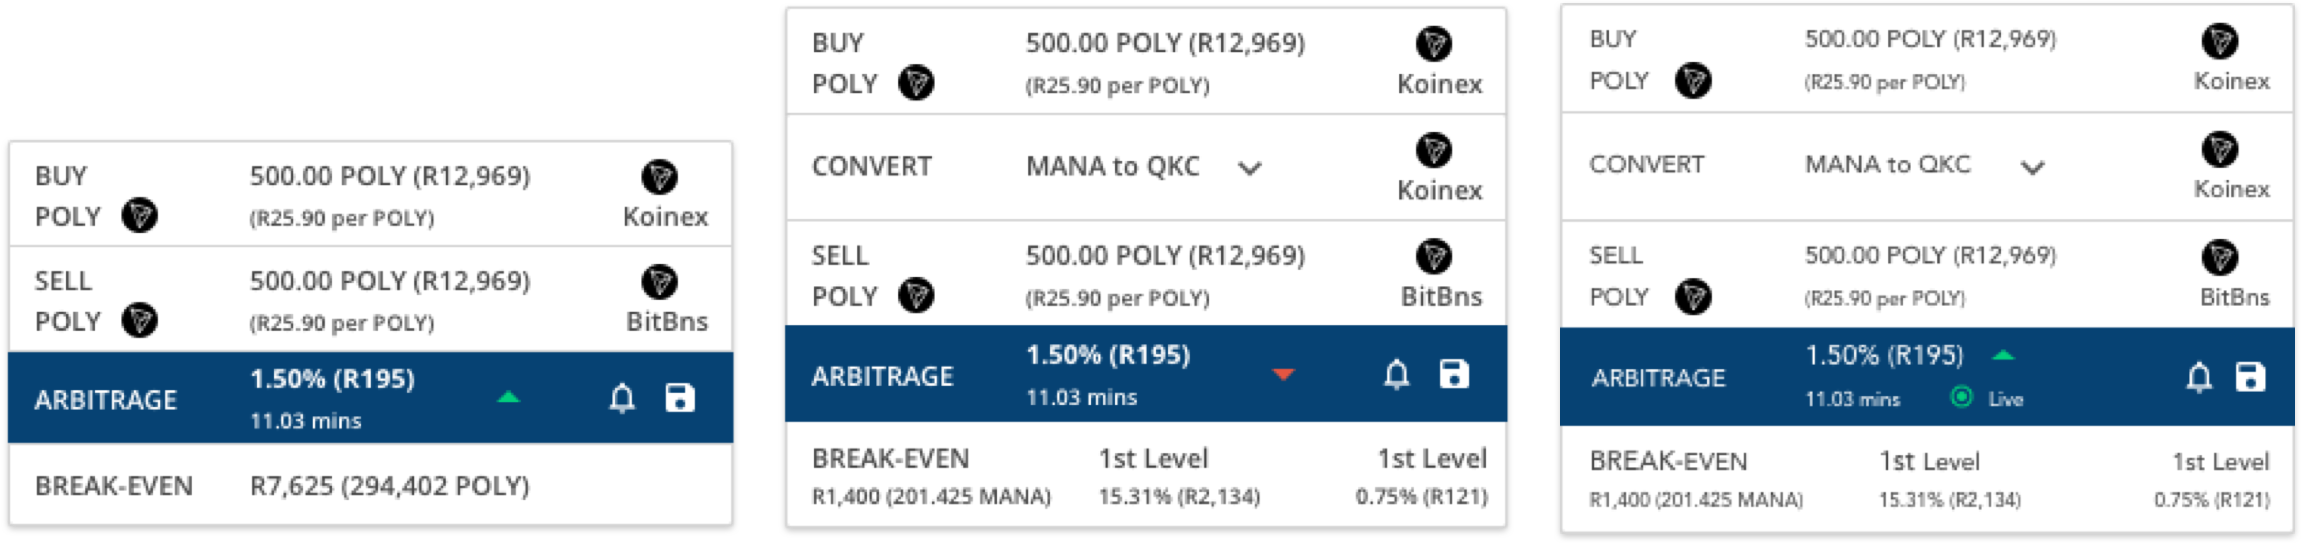 BUY 500.00 POLY (R12,969)
POLY (R25.90 per POLY) Koinex
SELL 500.00 POLY (R12,969)
POLY (R25.90 per POLY) BitBns
ARBITRAGE 1.50% (R195)
11.03 mins
BREAK-EVEN R7,625 (294,402 POLY)
BUY 500.00 POLY (R12,969)
POLY (R25.90 per POLY) Koinex
CONVERT MANA to QKC Koinex
SELL 500.00 POLY (R12,969)
POLY (R25.90 per POLY) BitBns
ARBITRAGE 1.50% (R195)
11.03 mins
BREAK-EVEN 1st Level 1st Level
R1,400 (201.425 MANA) 15.31% (R2,134) 0.75% (R121)
BUY 500.00 POLY (R12,969)
POLY (R25.90 per POLY) Koinex
CONVERT MANA to QKC Koinex
SELL 500.00 POLY (R12,969)
POLY (R25.90 per POLY) BitBns
ARBITRAGE 1.50% (R195)
11.03 mins Live
BREAK-EVEN 1st Level 1st Level
R1,400 (201.425 MANA) 15.31% (R2,134) 0.75% (R121)